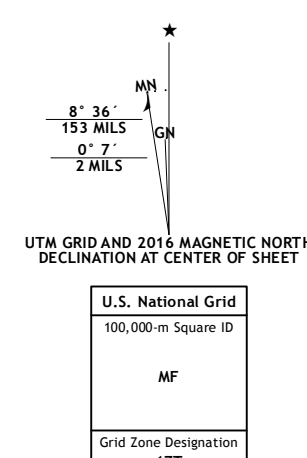 ★
MN
GN
8° 36´
153 MILS
0° 7´
2 MILS
UTM GRID AND 2016 MAGNETIC NORTH
DECLINATION AT CENTER OF SHEET
U.S. National Grid
100,000-m Square ID
MF
Grid Zone Designation